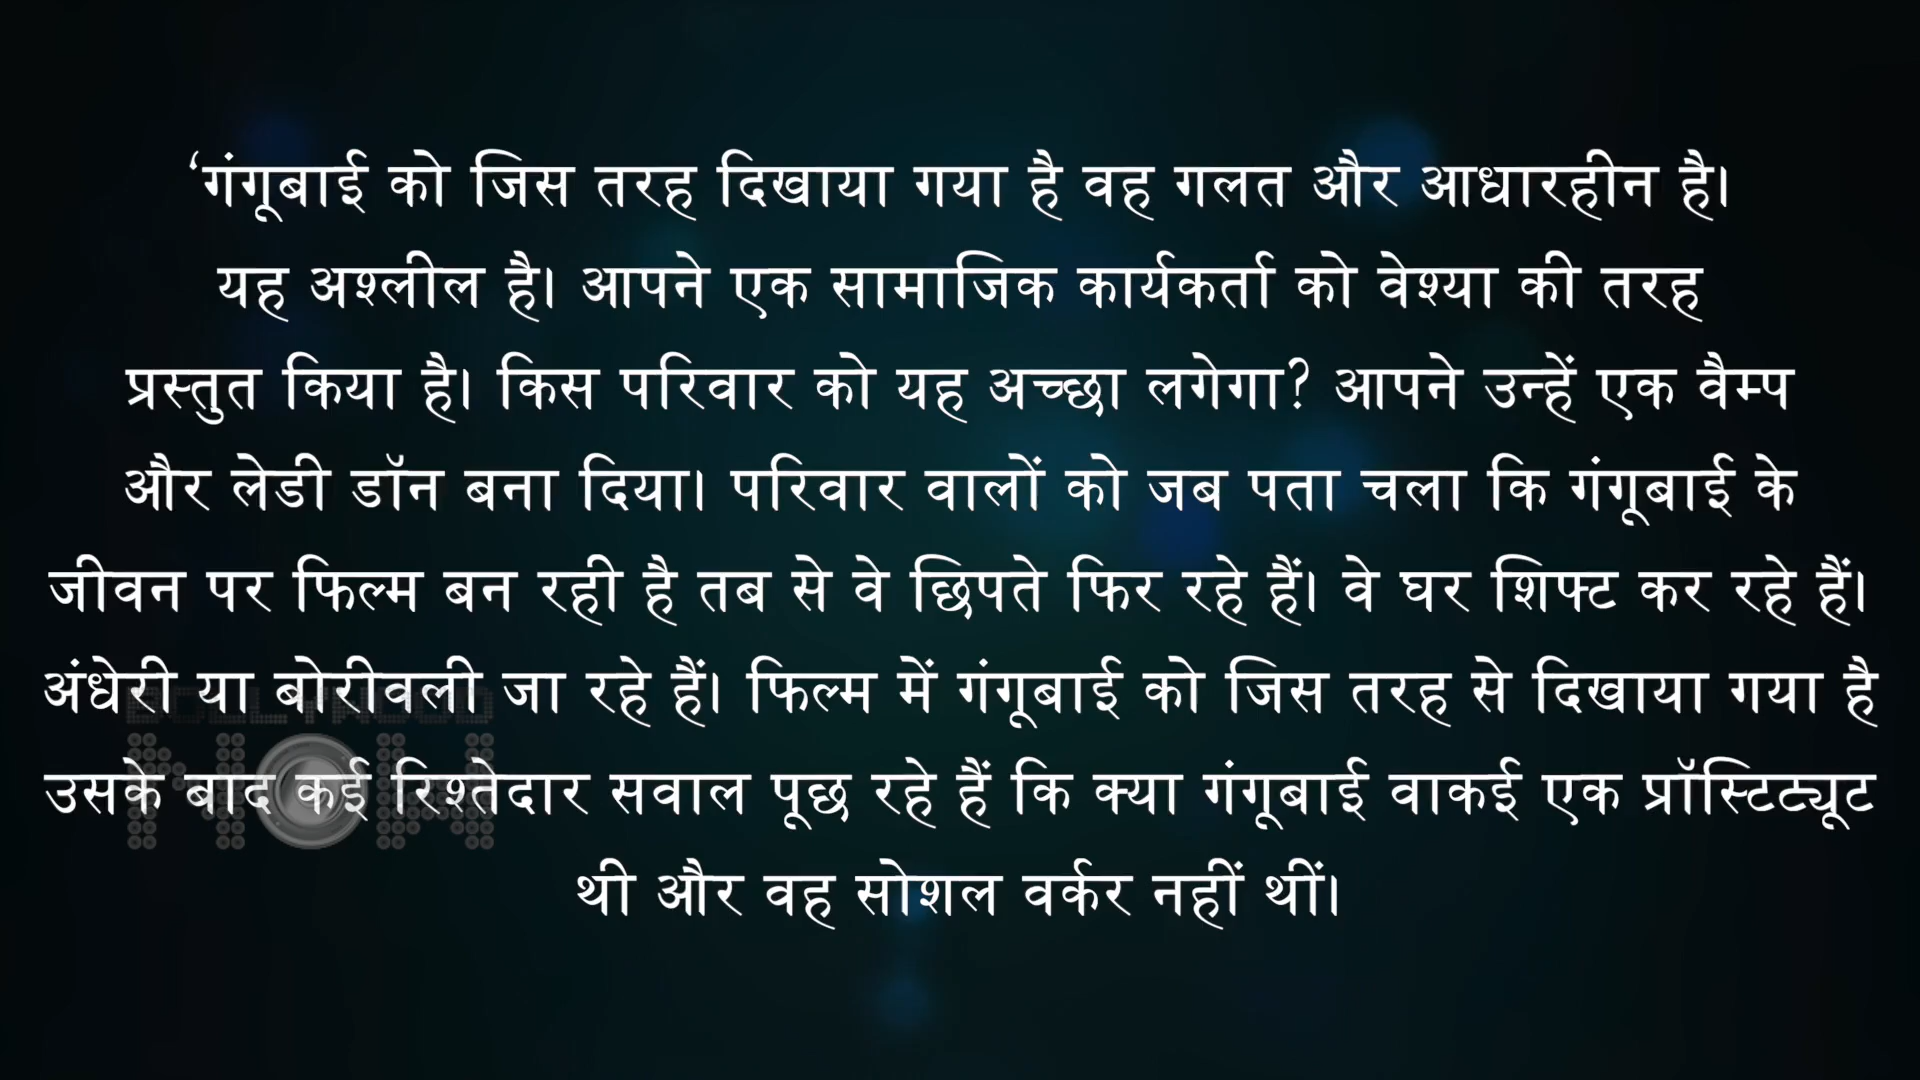 ‘गंगूबाई को जिस तरह दिखाया गया है वह गलत और आधारहीन है।
यह अश्लील है। आपने एक सामाजिक कार्यकर्ता को वेश्या की तरह
प्रस्तुत किया है। किस परिवार को यह अच्छा लगेगा? आपने उन्हें एक वैम्प
और लेडी डॉन बना दिया। परिवार वालों को जब पता चला कि गंगूबाई के
जीवन पर फिल्म बन रही है तब से वे छिपते फिर रहे हैं। वे घर शिफ्ट कर रहे हैं।
अंधेरी या बोरीवली जा रहे हैं। फिल्म में गंगूबाई को जिस तरह से दिखाया गया है
उसके बाद कई रिश्तेदार सवाल पूछ रहे हैं कि क्या गंगूबाई वाकई एक प्रॉस्टिट्यूट
थी और वह सोशल वर्कर नहीं थीं।
BOLLYWOOD
NOW